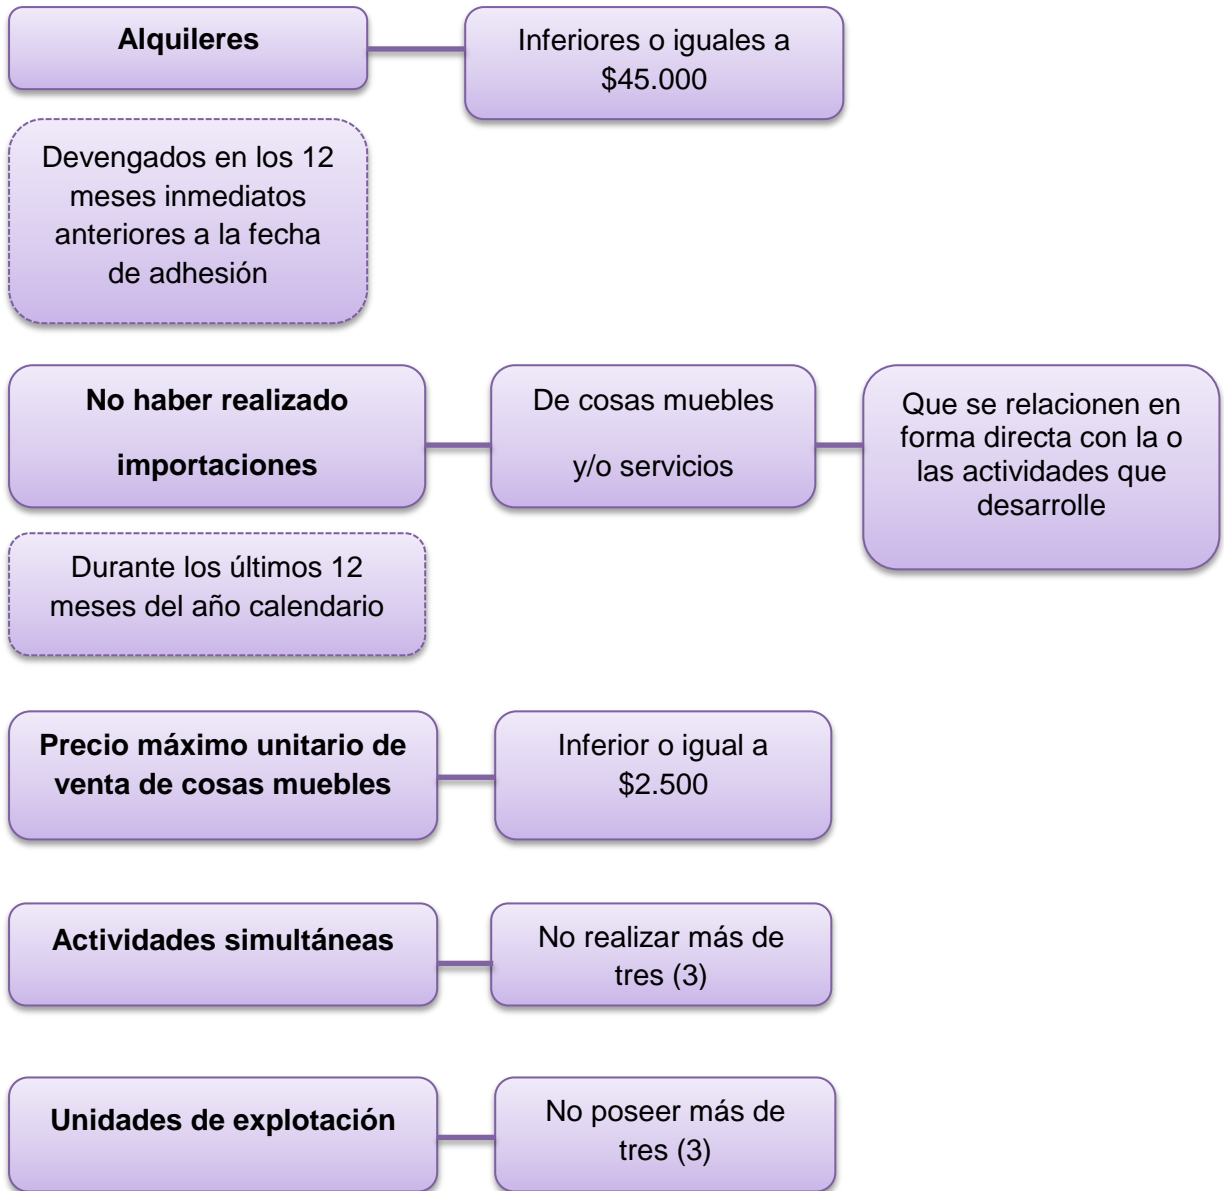 Alquileres
Inferiores o iguales a
$45.000
Devengados en los 12
meses inmediatos
anteriores a la fecha
de adhesión
No haber realizado
importaciones
De cosas muebles
y/o servicios
Que se relacionen en
forma directa con la o
las actividades que
desarrolle
Durante los últimos 12
meses del año calendario
Precio máximo unitario de
venta de cosas muebles
Inferior o igual a
$2.500
Actividades simultáneas
No realizar más de
tres (3)
Unidades de explotación
No poseer más de
tres (3)